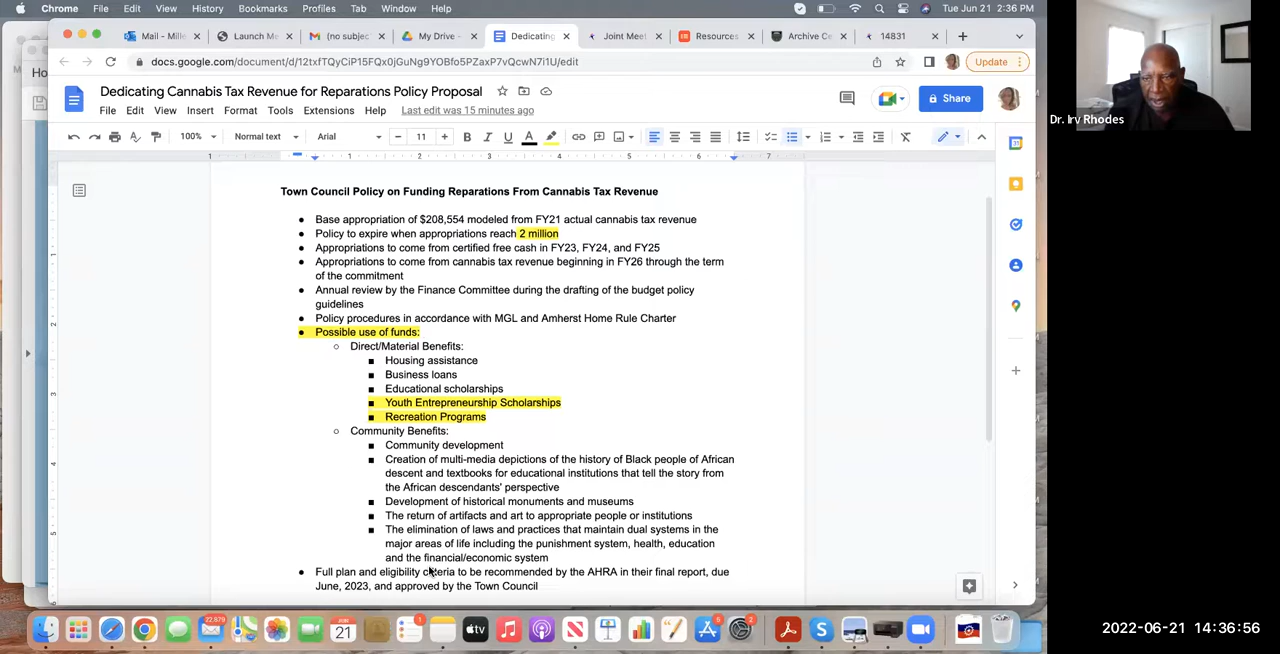 Chrome File Edit View History Bookmarks Profiles Tab Window Help Tue Jun 21 2:36 PM
Mail - Mille Launch Me (no subjec My Drive - Dedicating Joint Meet Resources Archive Ce 14831
docs.google.com/document/d/12txfTQyCiP15FQx0jGuNg9YOBfo5PZaxP7vQcwN7i1U/edit Update
Dedicating Cannabis Tax Revenue for Reparations Policy Proposal
File Edit View Insert Format Tools Extensions Help Last edit was 15 minutes ago
Share
100% Normal text Arial 11
Dr. Irv Rhodes
Town Council Policy on Funding Reparations From Cannabis Tax Revenue
● Base appropriation of $208,554 modeled from FY21 actual cannabis tax revenue
● Policy to expire when appropriations reach 2 million
● Appropriations to come from certified free cash in FY23, FY24, and FY25
● Appropriations to come from cannabis tax revenue beginning in FY26 through the term
of the commitment
● Annual review by the Finance Committee during the drafting of the budget policy
guidelines
● Policy procedures in accordance with MGL and Amherst Home Rule Charter
● Possible use of funds:
○ Direct/Material Benefits:
■ Housing assistance
■ Business loans
■ Educational scholarships
■ Youth Entrepreneurship Scholarships
■ Recreation Programs
○ Community Benefits:
■ Community development
■ Creation of multi-media depictions of the history of Black people of African
descent and textbooks for educational institutions that tell the story from
the African descendants' perspective
■ Development of historical monuments and museums
■ The return of artifacts and art to appropriate people or institutions
■ The elimination of laws and practices that maintain dual systems in the
major areas of life including the punishment system, health, education
and the financial/economic system
● Full plan and eligibility criteria to be recommended by the AHRA in their final report, due
June, 2023, and approved by the Town Council
2022-06-21 14:36:56